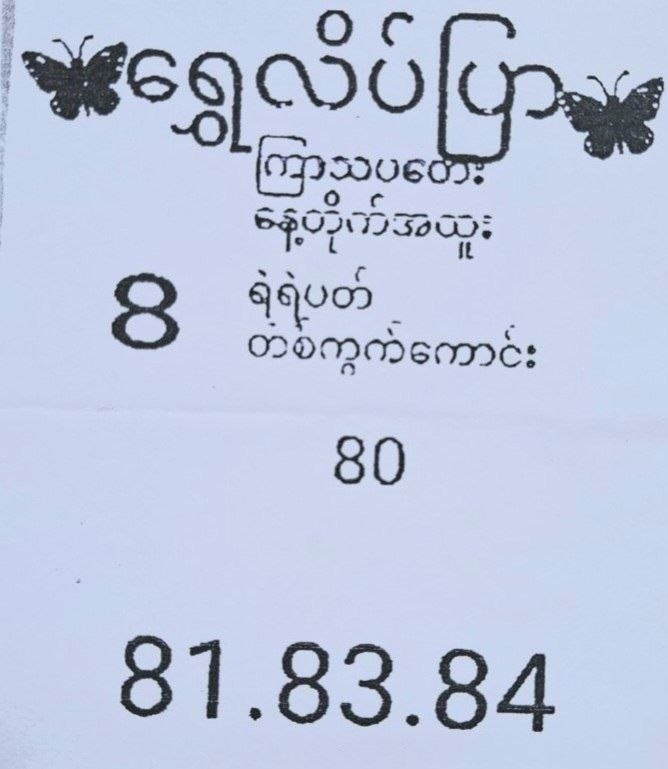 ရွှေလိပ်ပြာ
ကြာသပတေး
နေ့တိုက်အထူး
8
ရဲရဲပတ်
တစ်ကွက်ကောင်း
80
81.83.84